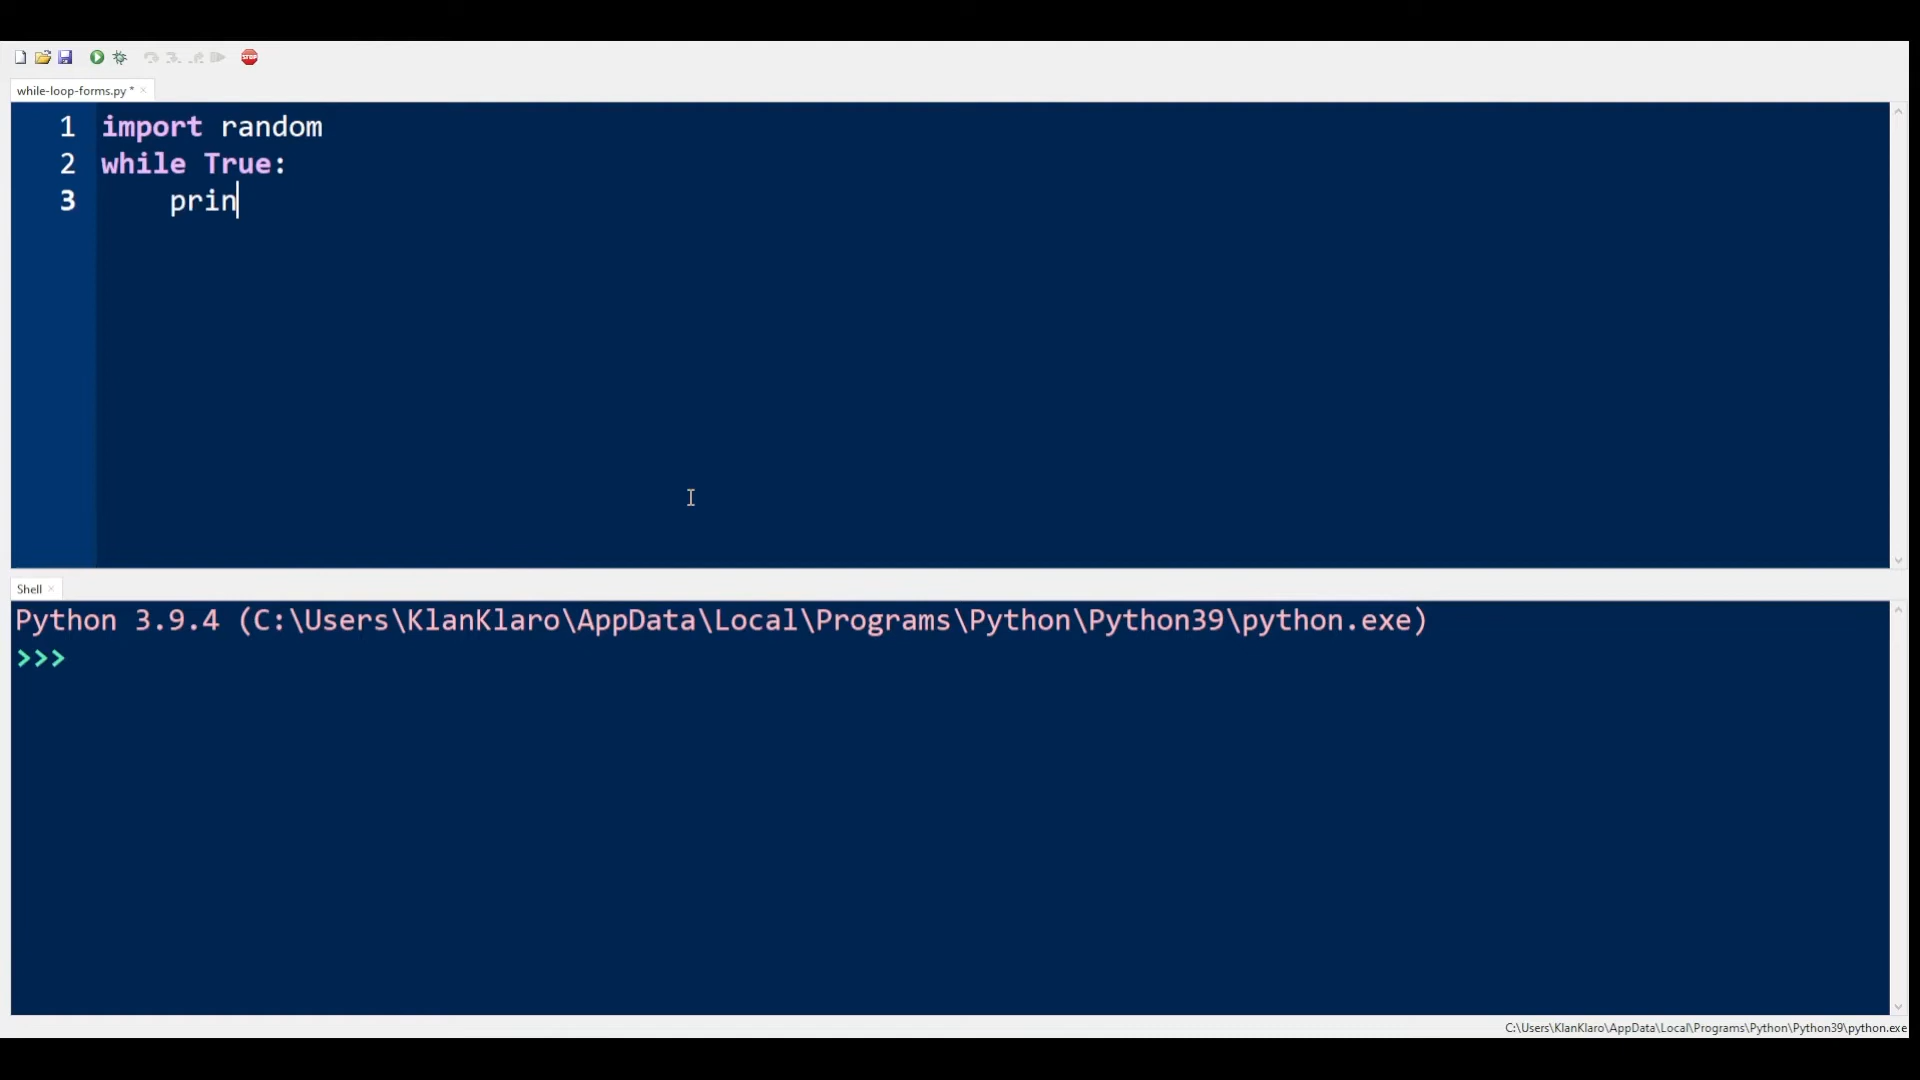 STOP
while-loop-forms.py *
1 import random
2 while True:
3     prin
Shell
Python 3.9.4 (C:\Users\KlanKlaro\AppData\Local\Programs\Python\Python39\python.exe)
>>>
C:\Users\KlanKlaro\AppData\Local\Programs\Python\Python39\python.exe